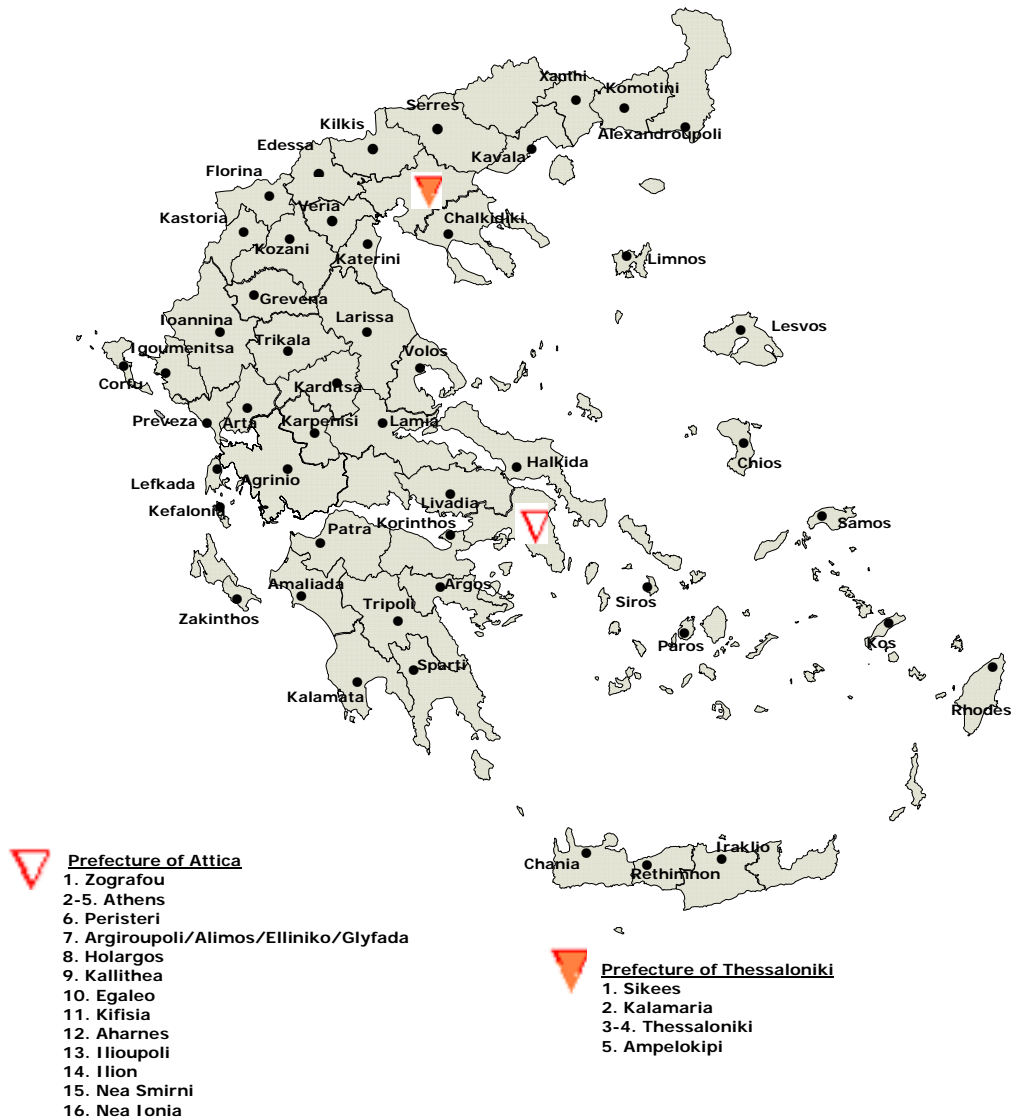 Xanthi
Komotini
Serres
Alexandroupoli
Kilkis
Edessa
Kavala
Florina
Veria
Kastoria
Chalkidiki
Kozani
Katerini
Limnos
Grevena
Ioannina
Larissa
Lesvos
Igoumenitsa
Trikala
Volos
Corfu
Karditsa
Preveza
Arta
Karpenisi
Lamia
Halkida
Chios
Lefkada
Agrinio
Livadia
Kefalonia
Korinthos
Patra
Samos
Amaliada
Argos
Zakinthos
Tripoli
Siros
Paros
Kos
Sparti
Kalamata
Rhodes
Iraklio
Chania
Rethimnon
Prefecture of Attica
1. Zografou
2-5. Athens
6. Peristeri
7. Argiroupoli/Alimos/Elliniko/Glyfada
8. Holargos
9. Kallithea
10. Egaleo
11. Kifisia
12. Aharnes
13. Ilioupoli
14. Ilion
15. Nea Smirni
16. Nea Ionia
Prefecture of Thessaloniki
1. Sikees
2. Kalamaria
3-4. Thessaloniki
5. Ampelokipi